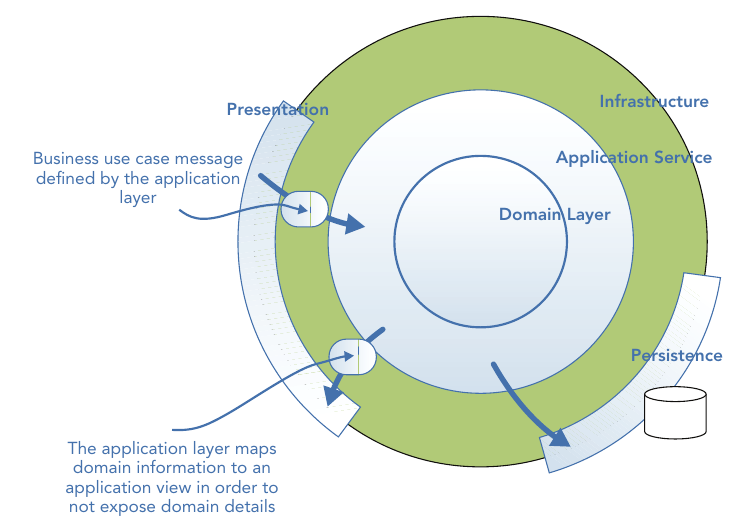 Presentation
Infrastructure
Business use case message
defined by the application
layer
Application Service
Domain Layer
Persistence
The application layer maps
domain information to an
application view in order to
not expose domain details